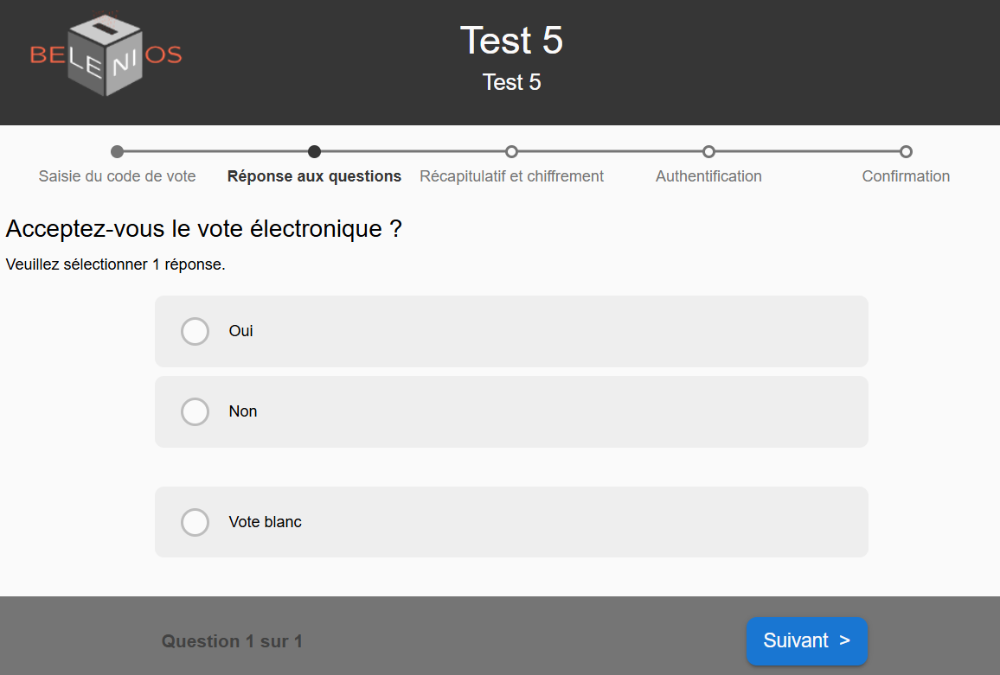 BELENIOS
Test 5
Test 5
Saisie du code de vote
Réponse aux questions
Récapitulatif et chiffrement
Authentification
Confirmation
Acceptez-vous le vote électronique ?
Veuillez sélectionner 1 réponse.
Oui
Non
Vote blanc
Question 1 sur 1
Suivant >